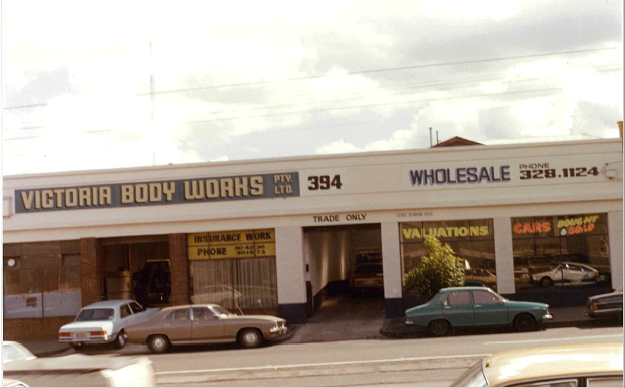 VICTORIA BODY WORKS PTY. LTD.
394
WHOLESALE PHONE 328.1124
TRADE ONLY
INSURANCE WORK
PHONE
VALUATIONS
CARS BOUGHT & SOLD